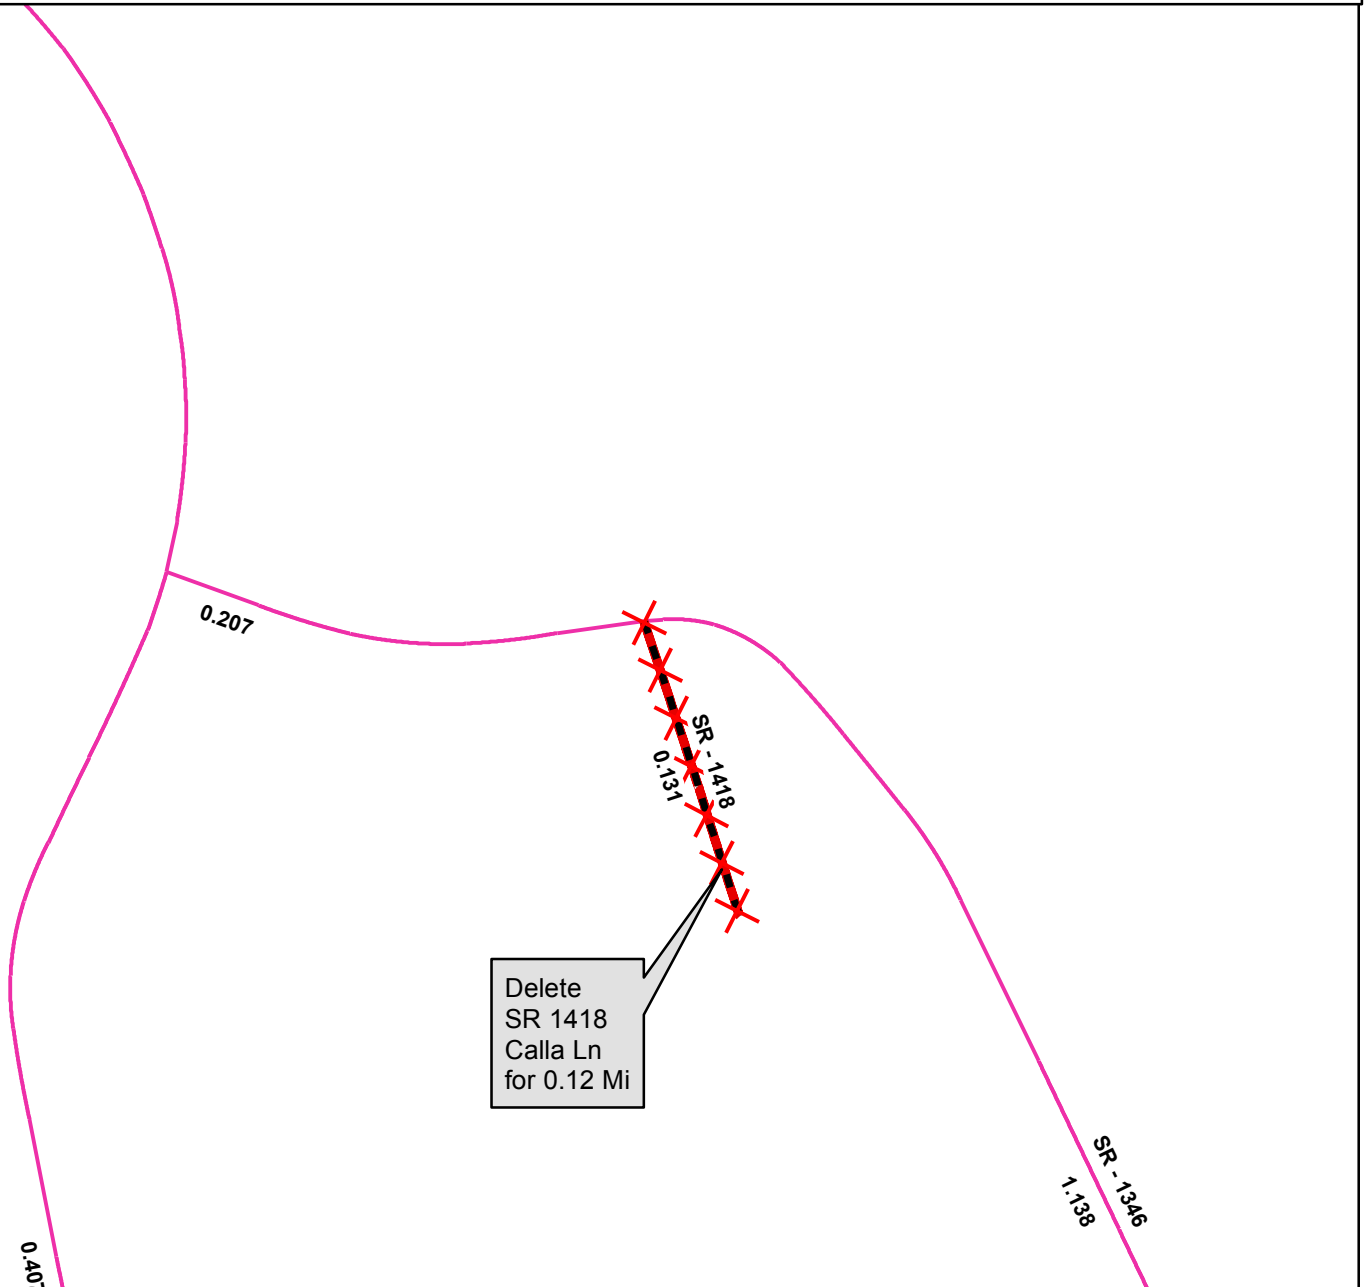 0.207
SR - 1418
0.131
Delete
SR 1418
Calla Ln
for 0.12 Mi
SR - 1346
1.138